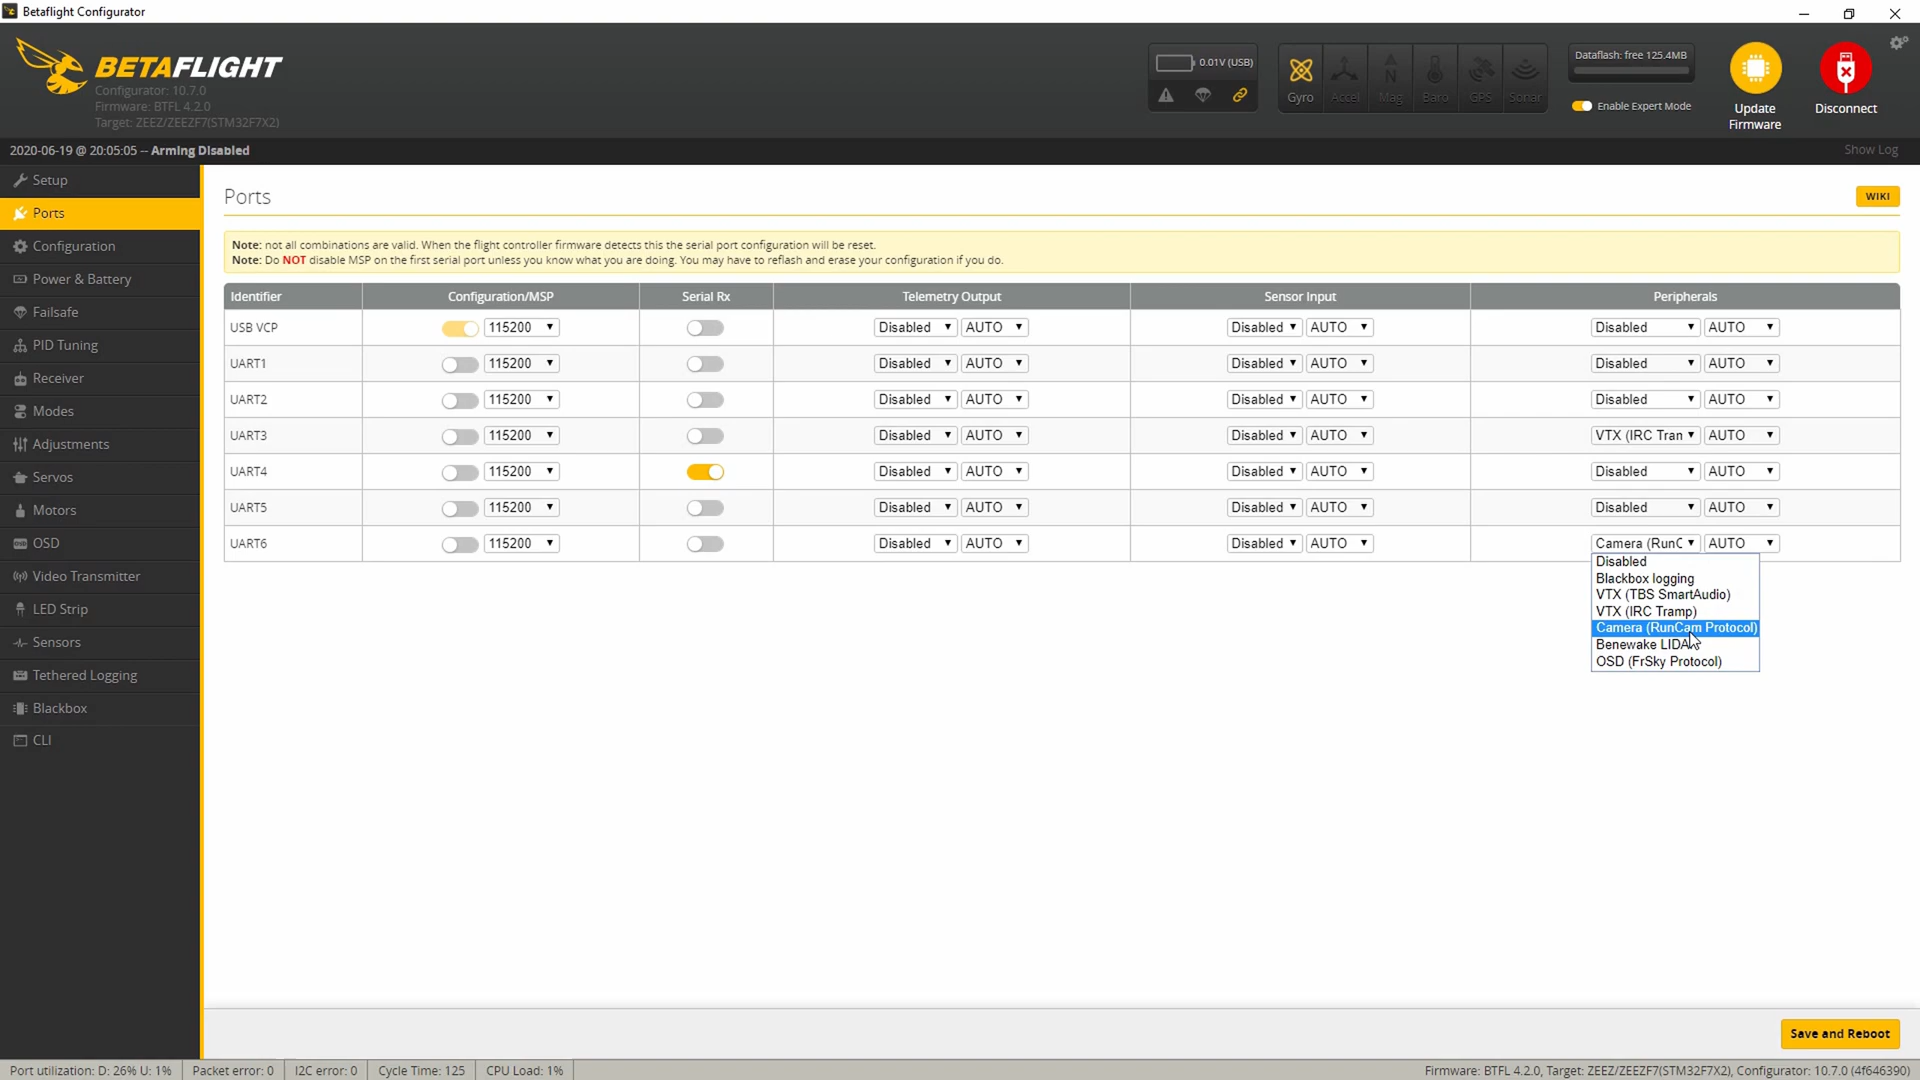 Betaflight Configurator
BETAFLIGHT
Configurator: 10.7.0
Firmware: BTFL 4.2.0
Target: ZEEZ/ZEEZF7(STM32F7X2)
0.01V (USB)
Gyro Accel Mag Baro GPS Sonar
Dataflash: free 125.4MB
Enable Expert Mode
Update
Firmware
Disconnect
2020-06-19 @ 20:05:05 -- Arming Disabled
Show Log
Setup
Ports
Configuration
Power & Battery
Failsafe
PID Tuning
Receiver
Modes
Adjustments
Servos
Motors
OSD
Video Transmitter
LED Strip
Sensors
Tethered Logging
Blackbox
CLI
Ports
WIKI
Note: not all combinations are valid. When the flight controller firmware detects this the serial port configuration will be reset.
Note: Do NOT disable MSP on the first serial port unless you know what you are doing. You may have to reflash and erase your configuration if you do.
Identifier Configuration/MSP Serial Rx Telemetry Output Sensor Input Peripherals
USB VCP 115200 Disabled AUTO Disabled AUTO Disabled AUTO
UART1 115200 Disabled AUTO Disabled AUTO Disabled AUTO
UART2 115200 Disabled AUTO Disabled AUTO Disabled AUTO
UART3 115200 Disabled AUTO Disabled AUTO VTX (IRC Tran AUTO
UART4 115200 Disabled AUTO Disabled AUTO Disabled AUTO
UART5 115200 Disabled AUTO Disabled AUTO Disabled AUTO
UART6 115200 Disabled AUTO Disabled AUTO Camera (RunC AUTO
Disabled
Blackbox logging
VTX (TBS SmartAudio)
VTX (IRC Tramp)
Camera (RunCam Protocol)
Benewake LIDA
OSD (FrSky Protocol)
Save and Reboot
Port utilization: D: 26% U: 1% Packet error: 0 I2C error: 0 Cycle Time: 125 CPU Load: 1% Firmware: BTFL 4.2.0, Target: ZEEZ/ZEEZF7(STM32F7X2), Configurator: 10.7.0 (4f646390)